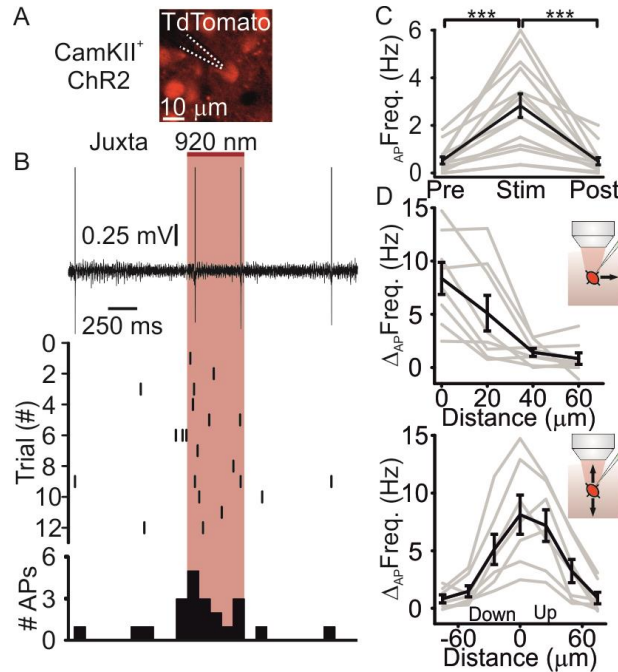 A
CamKII+
ChR2
TdTomato
10 μm
B
Juxta
920 nm
0.25 mV
250 ms
Trial (#)
0
2
4
6
8
10
12
# APs
6
3
0
C
***
***
APFreq. (Hz)
6
4
2
0
Pre
Stim
Post
D
ΔAPFreq. (Hz)
15
10
5
0
0
20
40
60
Distance (μm)
ΔAPFreq. (Hz)
15
10
5
0
Down
Up
-60
0
60
Distance (μm)